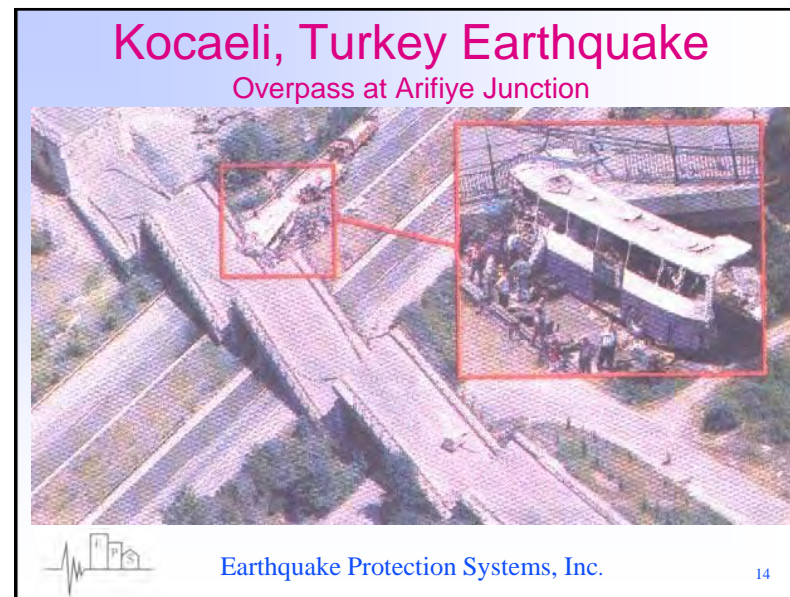 Kocaeli, Turkey Earthquake
Overpass at Arifiye Junction
E P S
Earthquake Protection Systems, Inc.
14